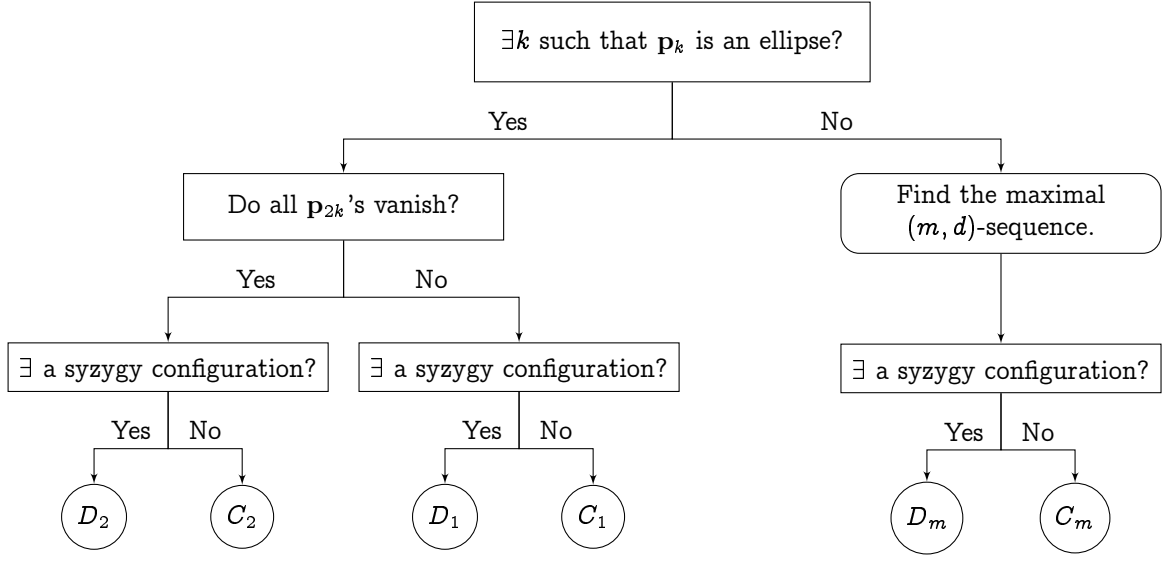 ∃k such that p_k is an ellipse?
Yes
No
Do all p_{2k}'s vanish?
Find the maximal
(m, d)-sequence.
Yes
No
∃ a syzygy configuration?
∃ a syzygy configuration?
∃ a syzygy configuration?
Yes
No
Yes
No
Yes
No
D_2
C_2
D_1
C_1
D_m
C_m